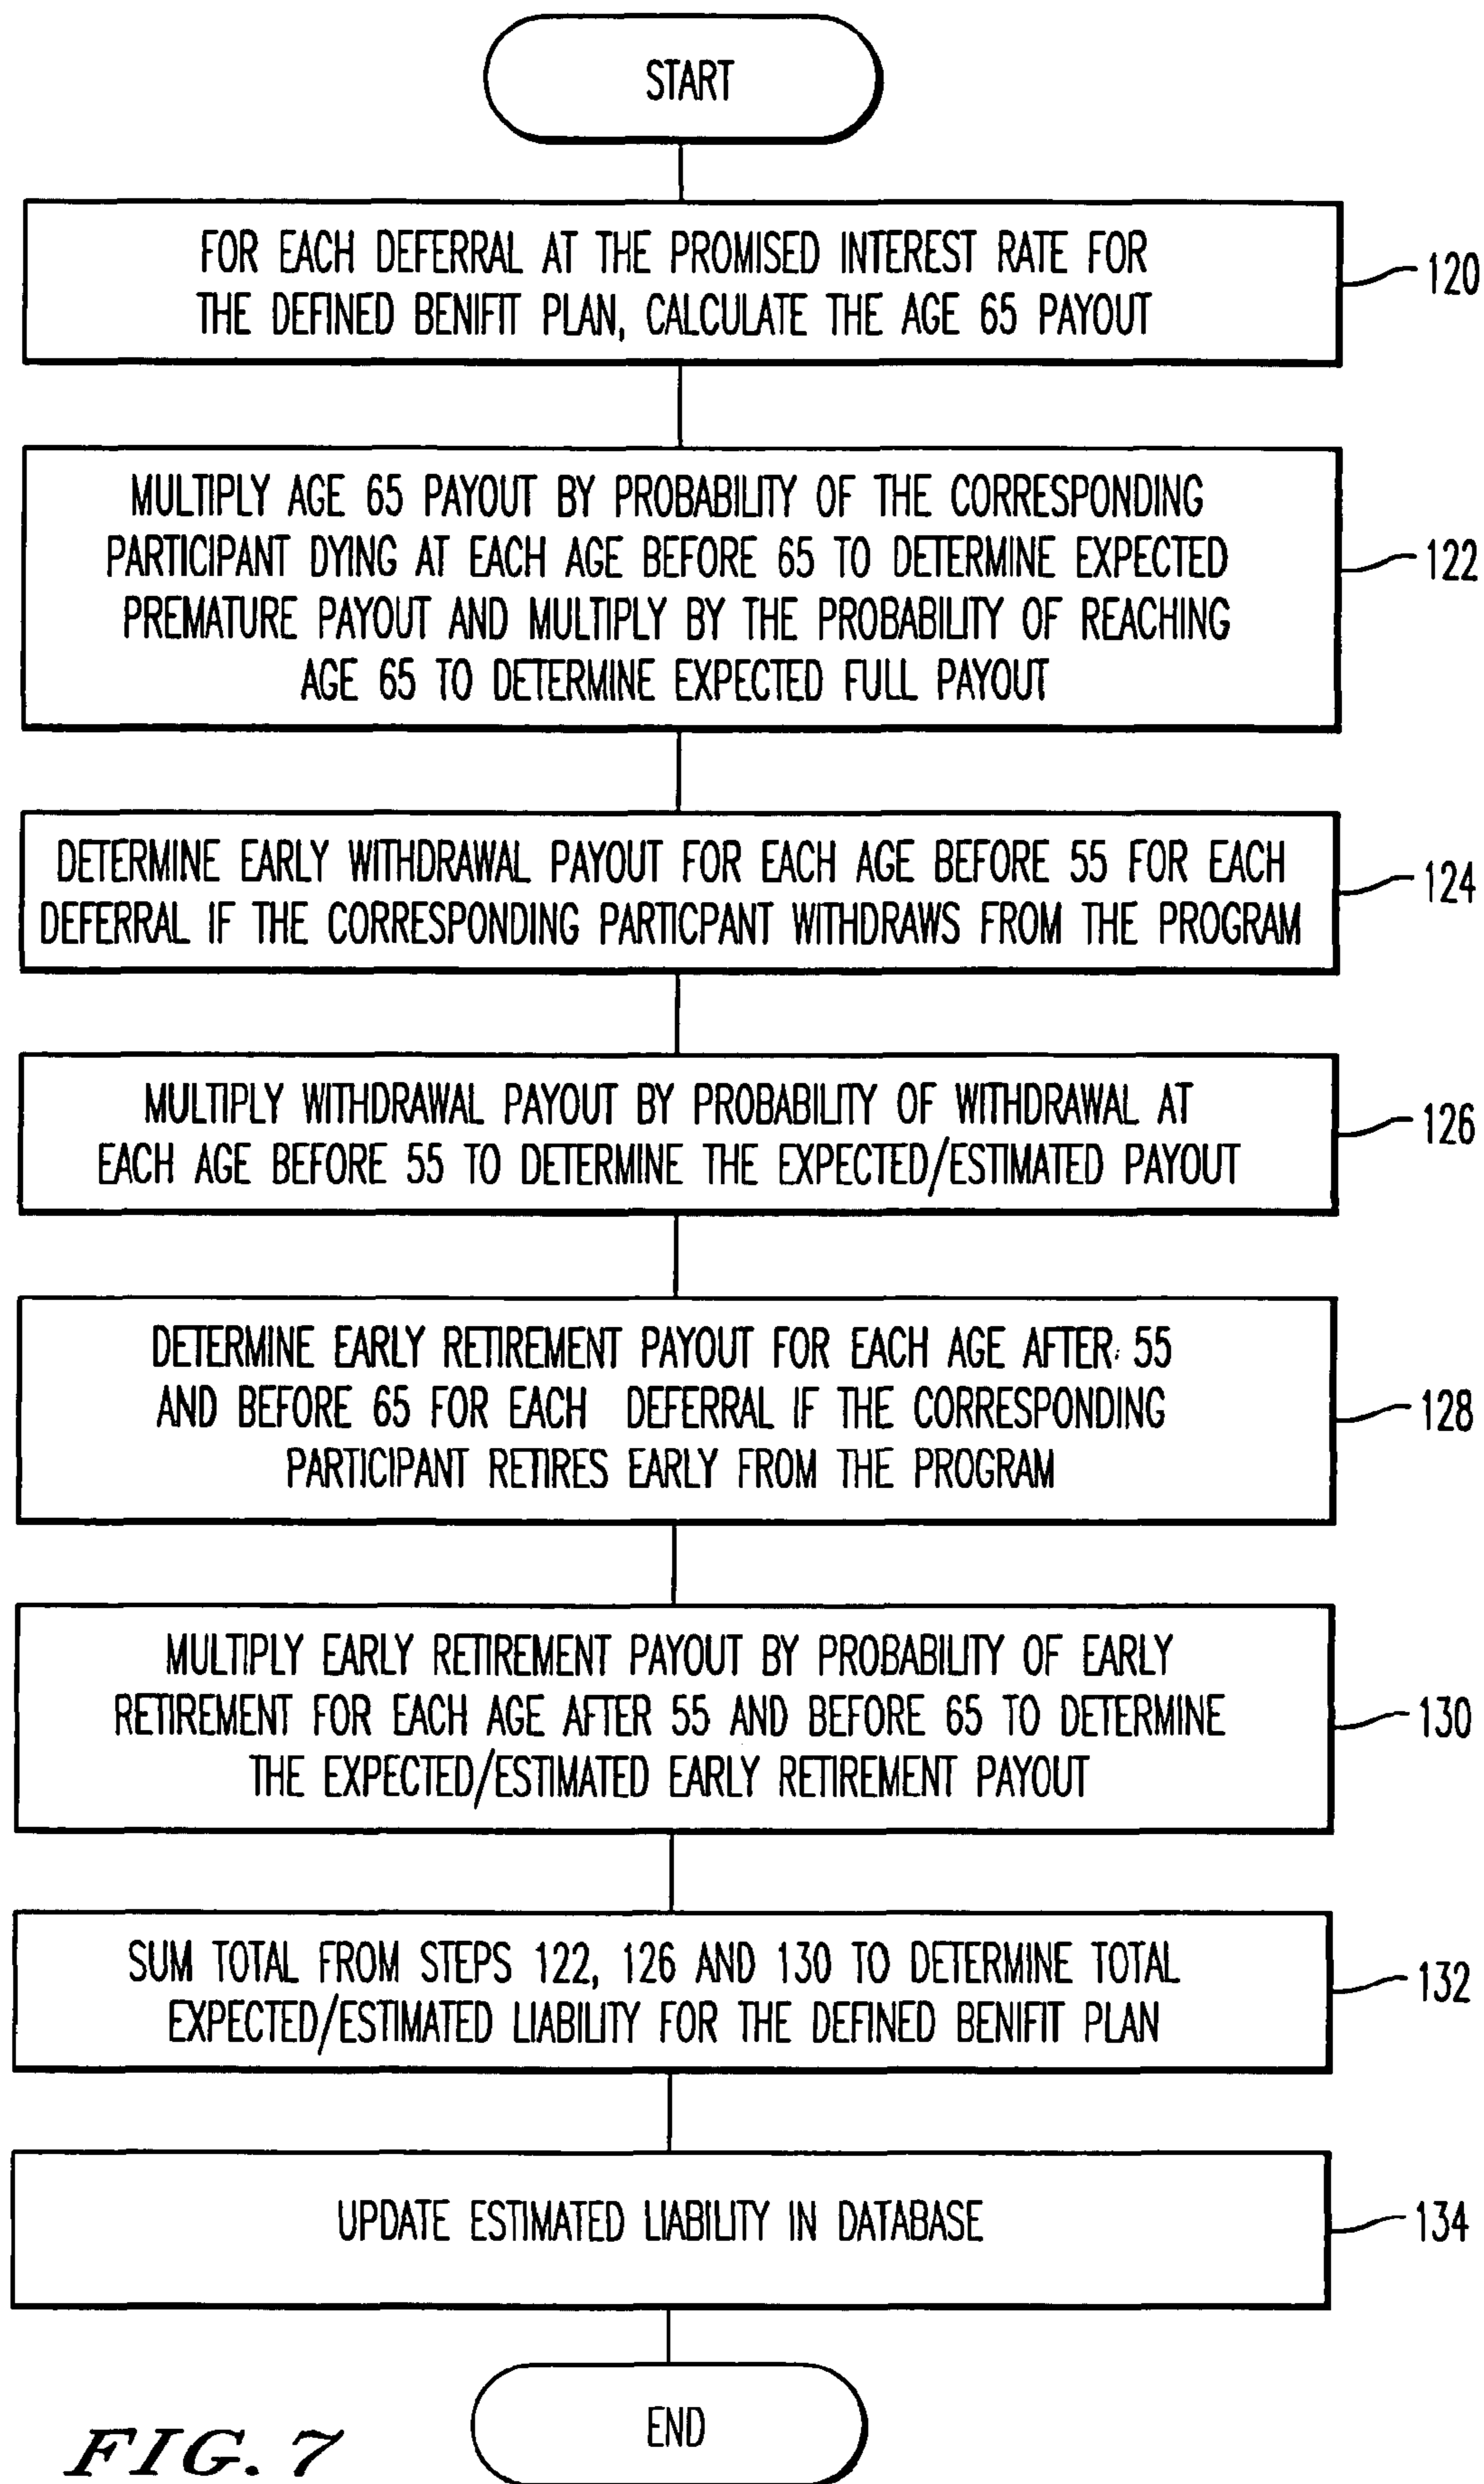 START
FOR EACH DEFERRAL AT THE PROMISED INTEREST RATE FOR
THE DEFINED BENIFIT PLAN, CALCULATE THE AGE 65 PAYOUT
120
MULTIPLY AGE 65 PAYOUT BY PROBABILITY OF THE CORRESPONDING
PARTICIPANT DYING AT EACH AGE BEFORE 65 TO DETERMINE EXPECTED
PREMATURE PAYOUT AND MULTIPLY BY THE PROBABILITY OF REACHING
AGE 65 TO DETERMINE EXPECTED FULL PAYOUT
122
DETERMINE EARLY WITHDRAWAL PAYOUT FOR EACH AGE BEFORE 55 FOR EACH
DEFERRAL IF THE CORRESPONDING PARTICPANT WITHDRAWS FROM THE PROGRAM
124
MULTIPLY WITHDRAWAL PAYOUT BY PROBABILITY OF WITHDRAWAL AT
EACH AGE BEFORE 55 TO DETERMINE THE EXPECTED/ESTIMATED PAYOUT
126
DETERMINE EARLY RETIREMENT PAYOUT FOR EACH AGE AFTER 55
AND BEFORE 65 FOR EACH DEFERRAL IF THE CORRESPONDING
PARTICIPANT RETIRES EARLY FROM THE PROGRAM
128
MULTIPLY EARLY RETIREMENT PAYOUT BY PROBABILITY OF EARLY
RETIREMENT FOR EACH AGE AFTER 55 AND BEFORE 65 TO DETERMINE
THE EXPECTED/ESTIMATED EARLY RETIREMENT PAYOUT
130
SUM TOTAL FROM STEPS 122, 126 AND 130 TO DETERMINE TOTAL
EXPECTED/ESTIMATED LIABILITY FOR THE DEFINED BENIFIT PLAN
132
UPDATE ESTIMATED LIABILITY IN DATABASE
134
END
FIG. 7